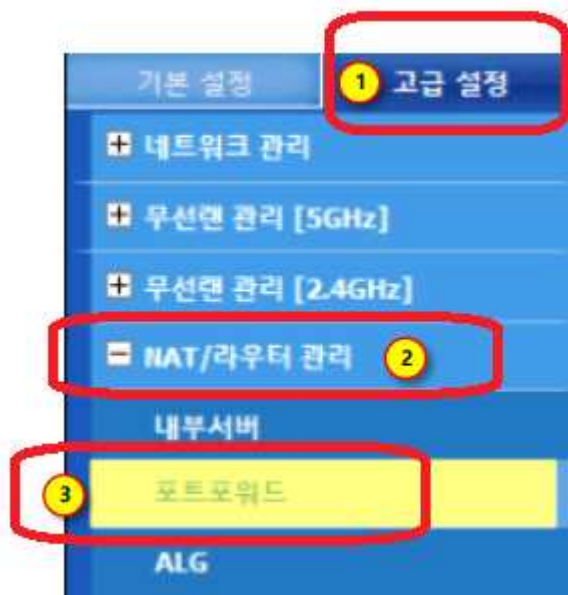 기본 설정
1 고급 설정
네트워크 관리
무선랜 관리 [5GHz]
무선랜 관리 [2.4GHz]
NAT/라우터 관리 2
내부서버
3 포트포워드
ALG